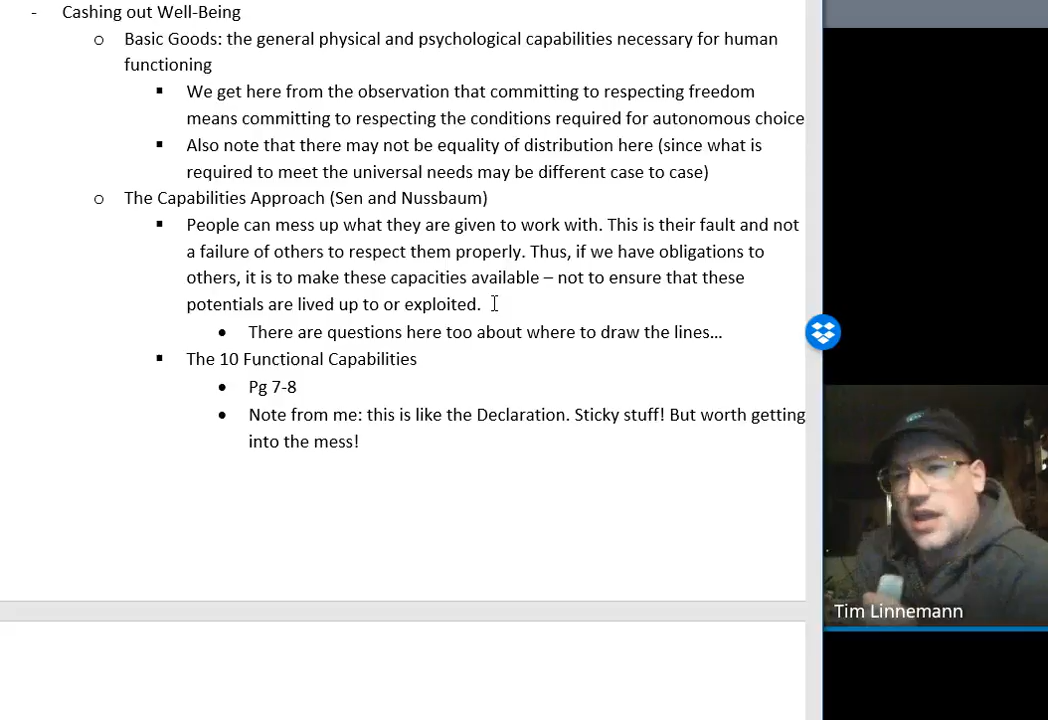 - Cashing out Well-Being
o Basic Goods: the general physical and psychological capabilities necessary for human
functioning
▪ We get here from the observation that committing to respecting freedom
means committing to respecting the conditions required for autonomous choice
▪ Also note that there may not be equality of distribution here (since what is
required to meet the universal needs may be different case to case)
o The Capabilities Approach (Sen and Nussbaum)
▪ People can mess up what they are given to work with. This is their fault and not
a failure of others to respect them properly. Thus, if we have obligations to
others, it is to make these capacities available – not to ensure that these
potentials are lived up to or exploited.
• There are questions here too about where to draw the lines…
▪ The 10 Functional Capabilities
• Pg 7-8
• Note from me: this is like the Declaration. Sticky stuff! But worth getting
into the mess!
Tim Linnemann